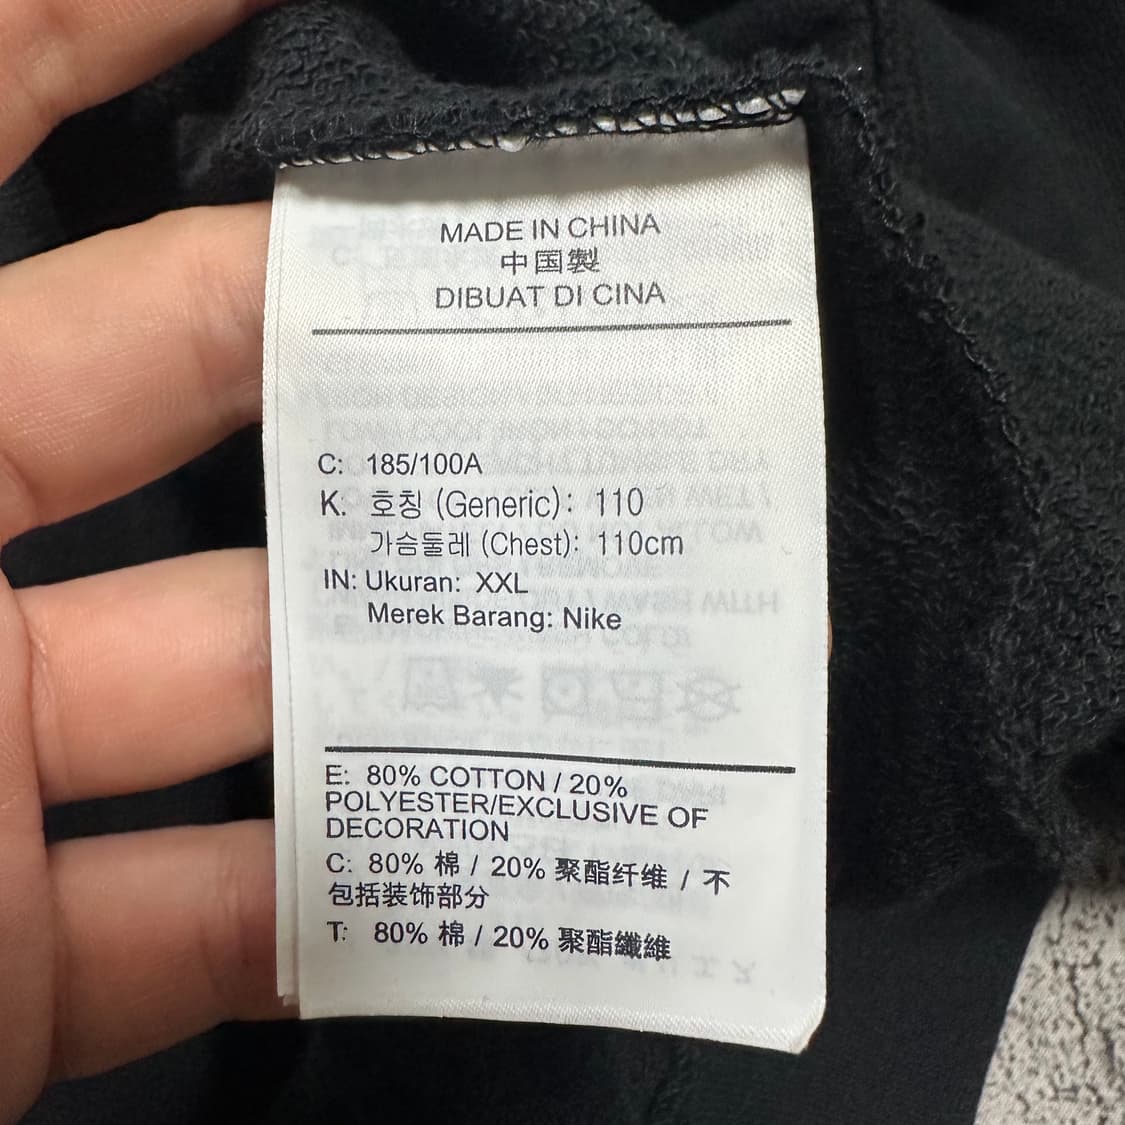 MADE IN CHINA
中国製
DIBUAT DI CINA
C: 185/100A
K. 호칭 (Generic): 110
가슴둘레 (Chest): 110cm
IN: Ukuran: XXL
Merek Barang: Nike
E: 80% COTTON / 20%
POLYESTER/EXCLUSIVE OF
DECORATION
C: 80% 棉 / 20% 聚酯纤维 / 不
包括装饰部分
T: 80% 棉 / 20% 聚酯纖維